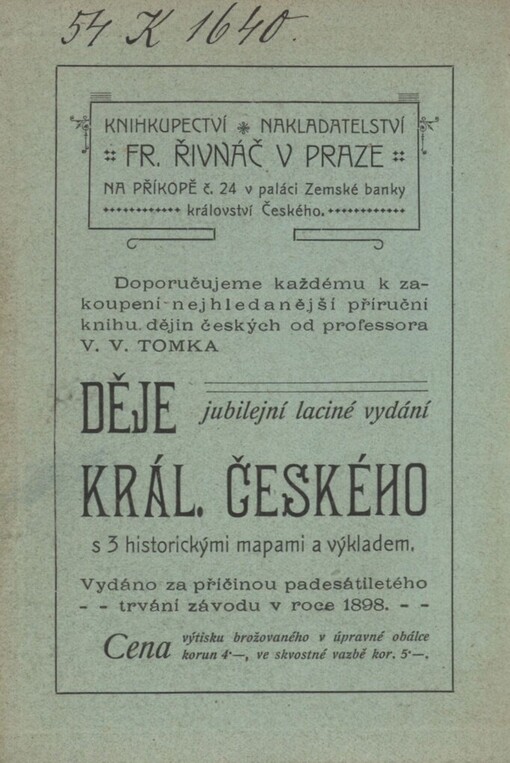 54 K 1640.
KNIHKUPECTVÍ * NAKLADATELSTVÍ
FR. ŘIVNÁČ V PRAZE
NA PŘÍKOPĚ č. 24 v paláci Zemské banky
království Českého.
Doporučujeme každému k za-
koupení nejhledanější příruční
knihu dějin českých od professora
V. V. TOMKA
DĚJE jubilejní laciné vydání
KRÁL. ČESKÉHO
s 3 historickými mapami a výkladem.
Vydáno za příčinou padesátiletého
- - trvání závodu v roce 1898. - -
Cena výtisku brožovaného v úpravné obálce
korun 4·—, ve skvostné vazbě kor. 5·—.